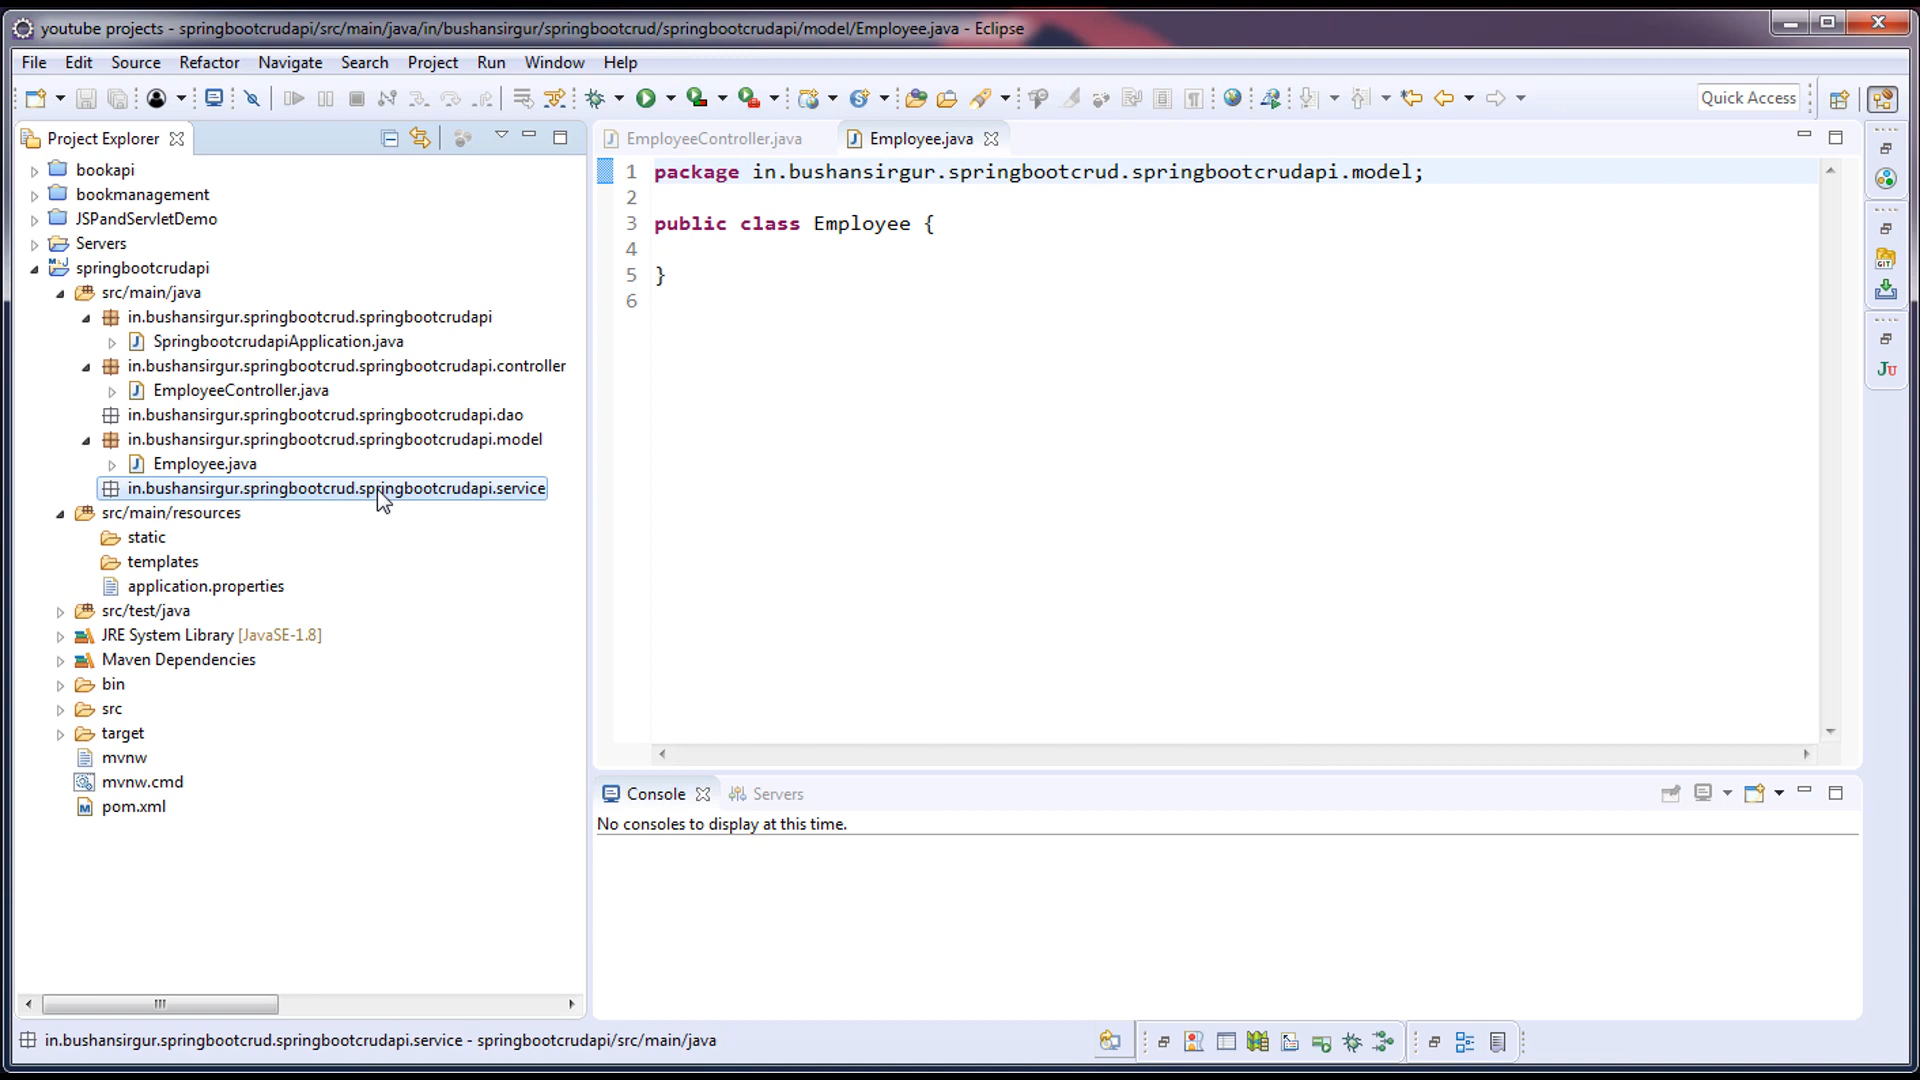 youtube projects - springbootcrudapi/src/main/java/in/bushansirgur/springbootcrud/springbootcrudapi/model/Employee.java - Eclipse
File Edit Source Refactor Navigate Search Project Run Window Help
Quick Access
Project Explorer
bookapi
bookmanagement
JSPandServletDemo
Servers
springbootcrudapi
src/main/java
in.bushansirgur.springbootcrud.springbootcrudapi
SpringbootcrudapiApplication.java
in.bushansirgur.springbootcrud.springbootcrudapi.controller
EmployeeController.java
in.bushansirgur.springbootcrud.springbootcrudapi.dao
in.bushansirgur.springbootcrud.springbootcrudapi.model
Employee.java
in.bushansirgur.springbootcrud.springbootcrudapi.service
src/main/resources
static
templates
application.properties
src/test/java
JRE System Library [JavaSE-1.8]
Maven Dependencies
bin
src
target
mvnw
mvnw.cmd
pom.xml
EmployeeController.java Employee.java
1 package in.bushansirgur.springbootcrud.springbootcrudapi.model;
2
3 public class Employee {
4
5 }
6
Console Servers
No consoles to display at this time.
GIT
Ju
in.bushansirgur.springbootcrud.springbootcrudapi.service - springbootcrudapi/src/main/java